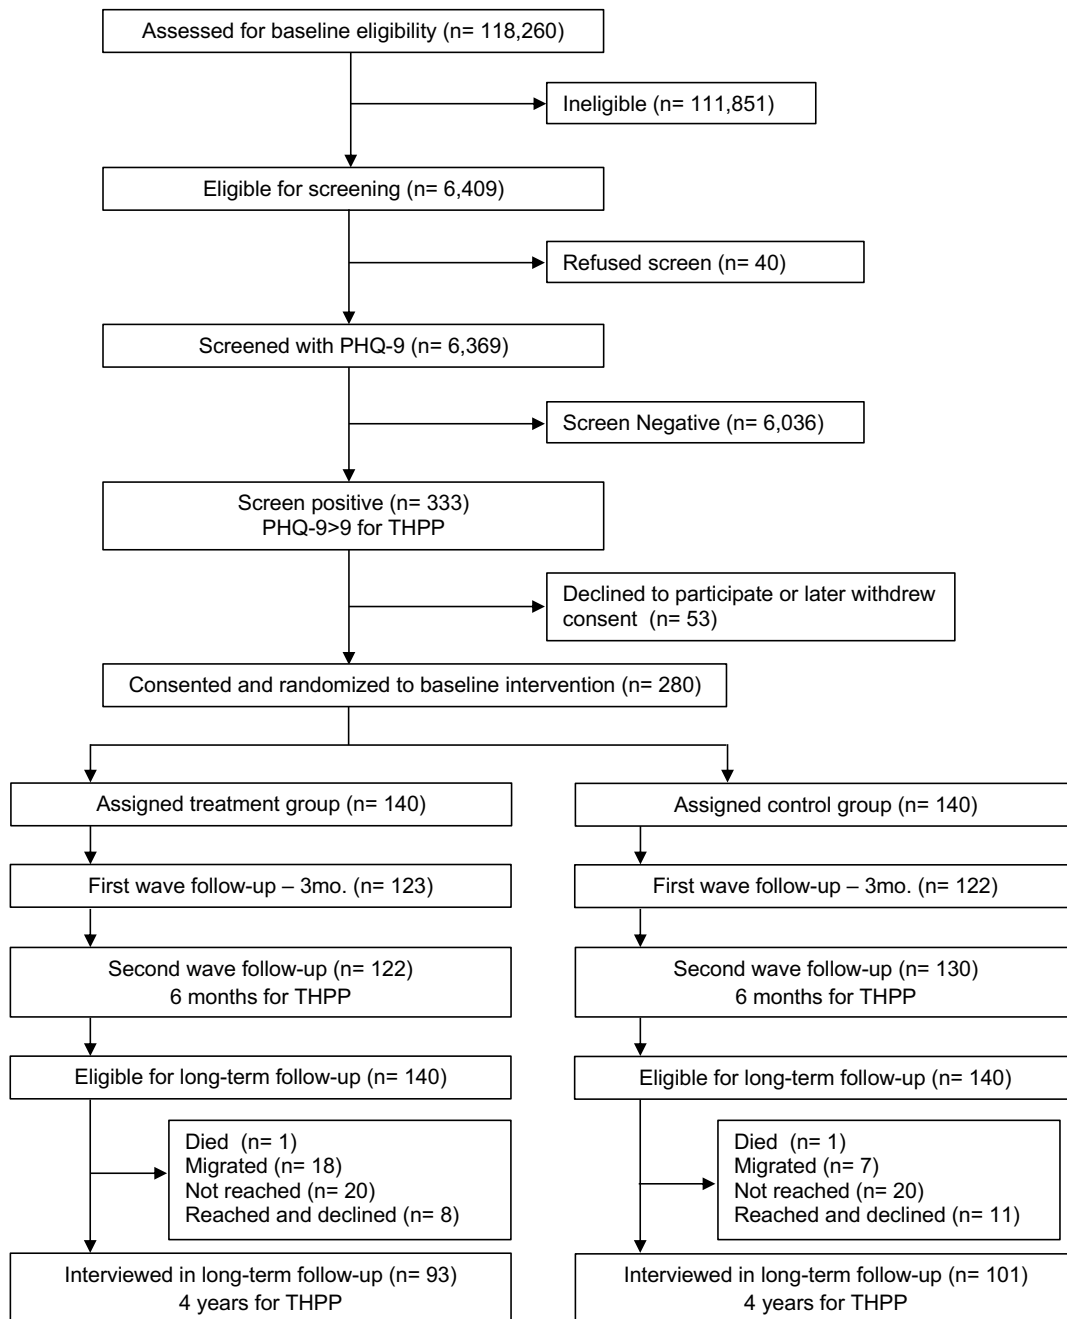 Assessed for baseline eligibility (n= 118,260)
Ineligible (n= 111,851)
Eligible for screening (n= 6,409)
Refused screen (n= 40)
Screened with PHQ-9 (n= 6,369)
Screen Negative (n= 6,036)
Screen positive (n= 333)
PHQ-9>9 for THPP
Declined to participate or later withdrew
consent (n= 53)
Consented and randomized to baseline intervention (n= 280)
Assigned treatment group (n= 140)
Assigned control group (n= 140)
First wave follow-up – 3mo. (n= 123)
First wave follow-up – 3mo. (n= 122)
Second wave follow-up (n= 122)
6 months for THPP
Second wave follow-up (n= 130)
6 months for THPP
Eligible for long-term follow-up (n= 140)
Eligible for long-term follow-up (n= 140)
Died (n= 1)
Migrated (n= 18)
Not reached (n= 20)
Reached and declined (n= 8)
Died (n= 1)
Migrated (n= 7)
Not reached (n= 20)
Reached and declined (n= 11)
Interviewed in long-term follow-up (n= 93)
4 years for THPP
Interviewed in long-term follow-up (n= 101)
4 years for THPP